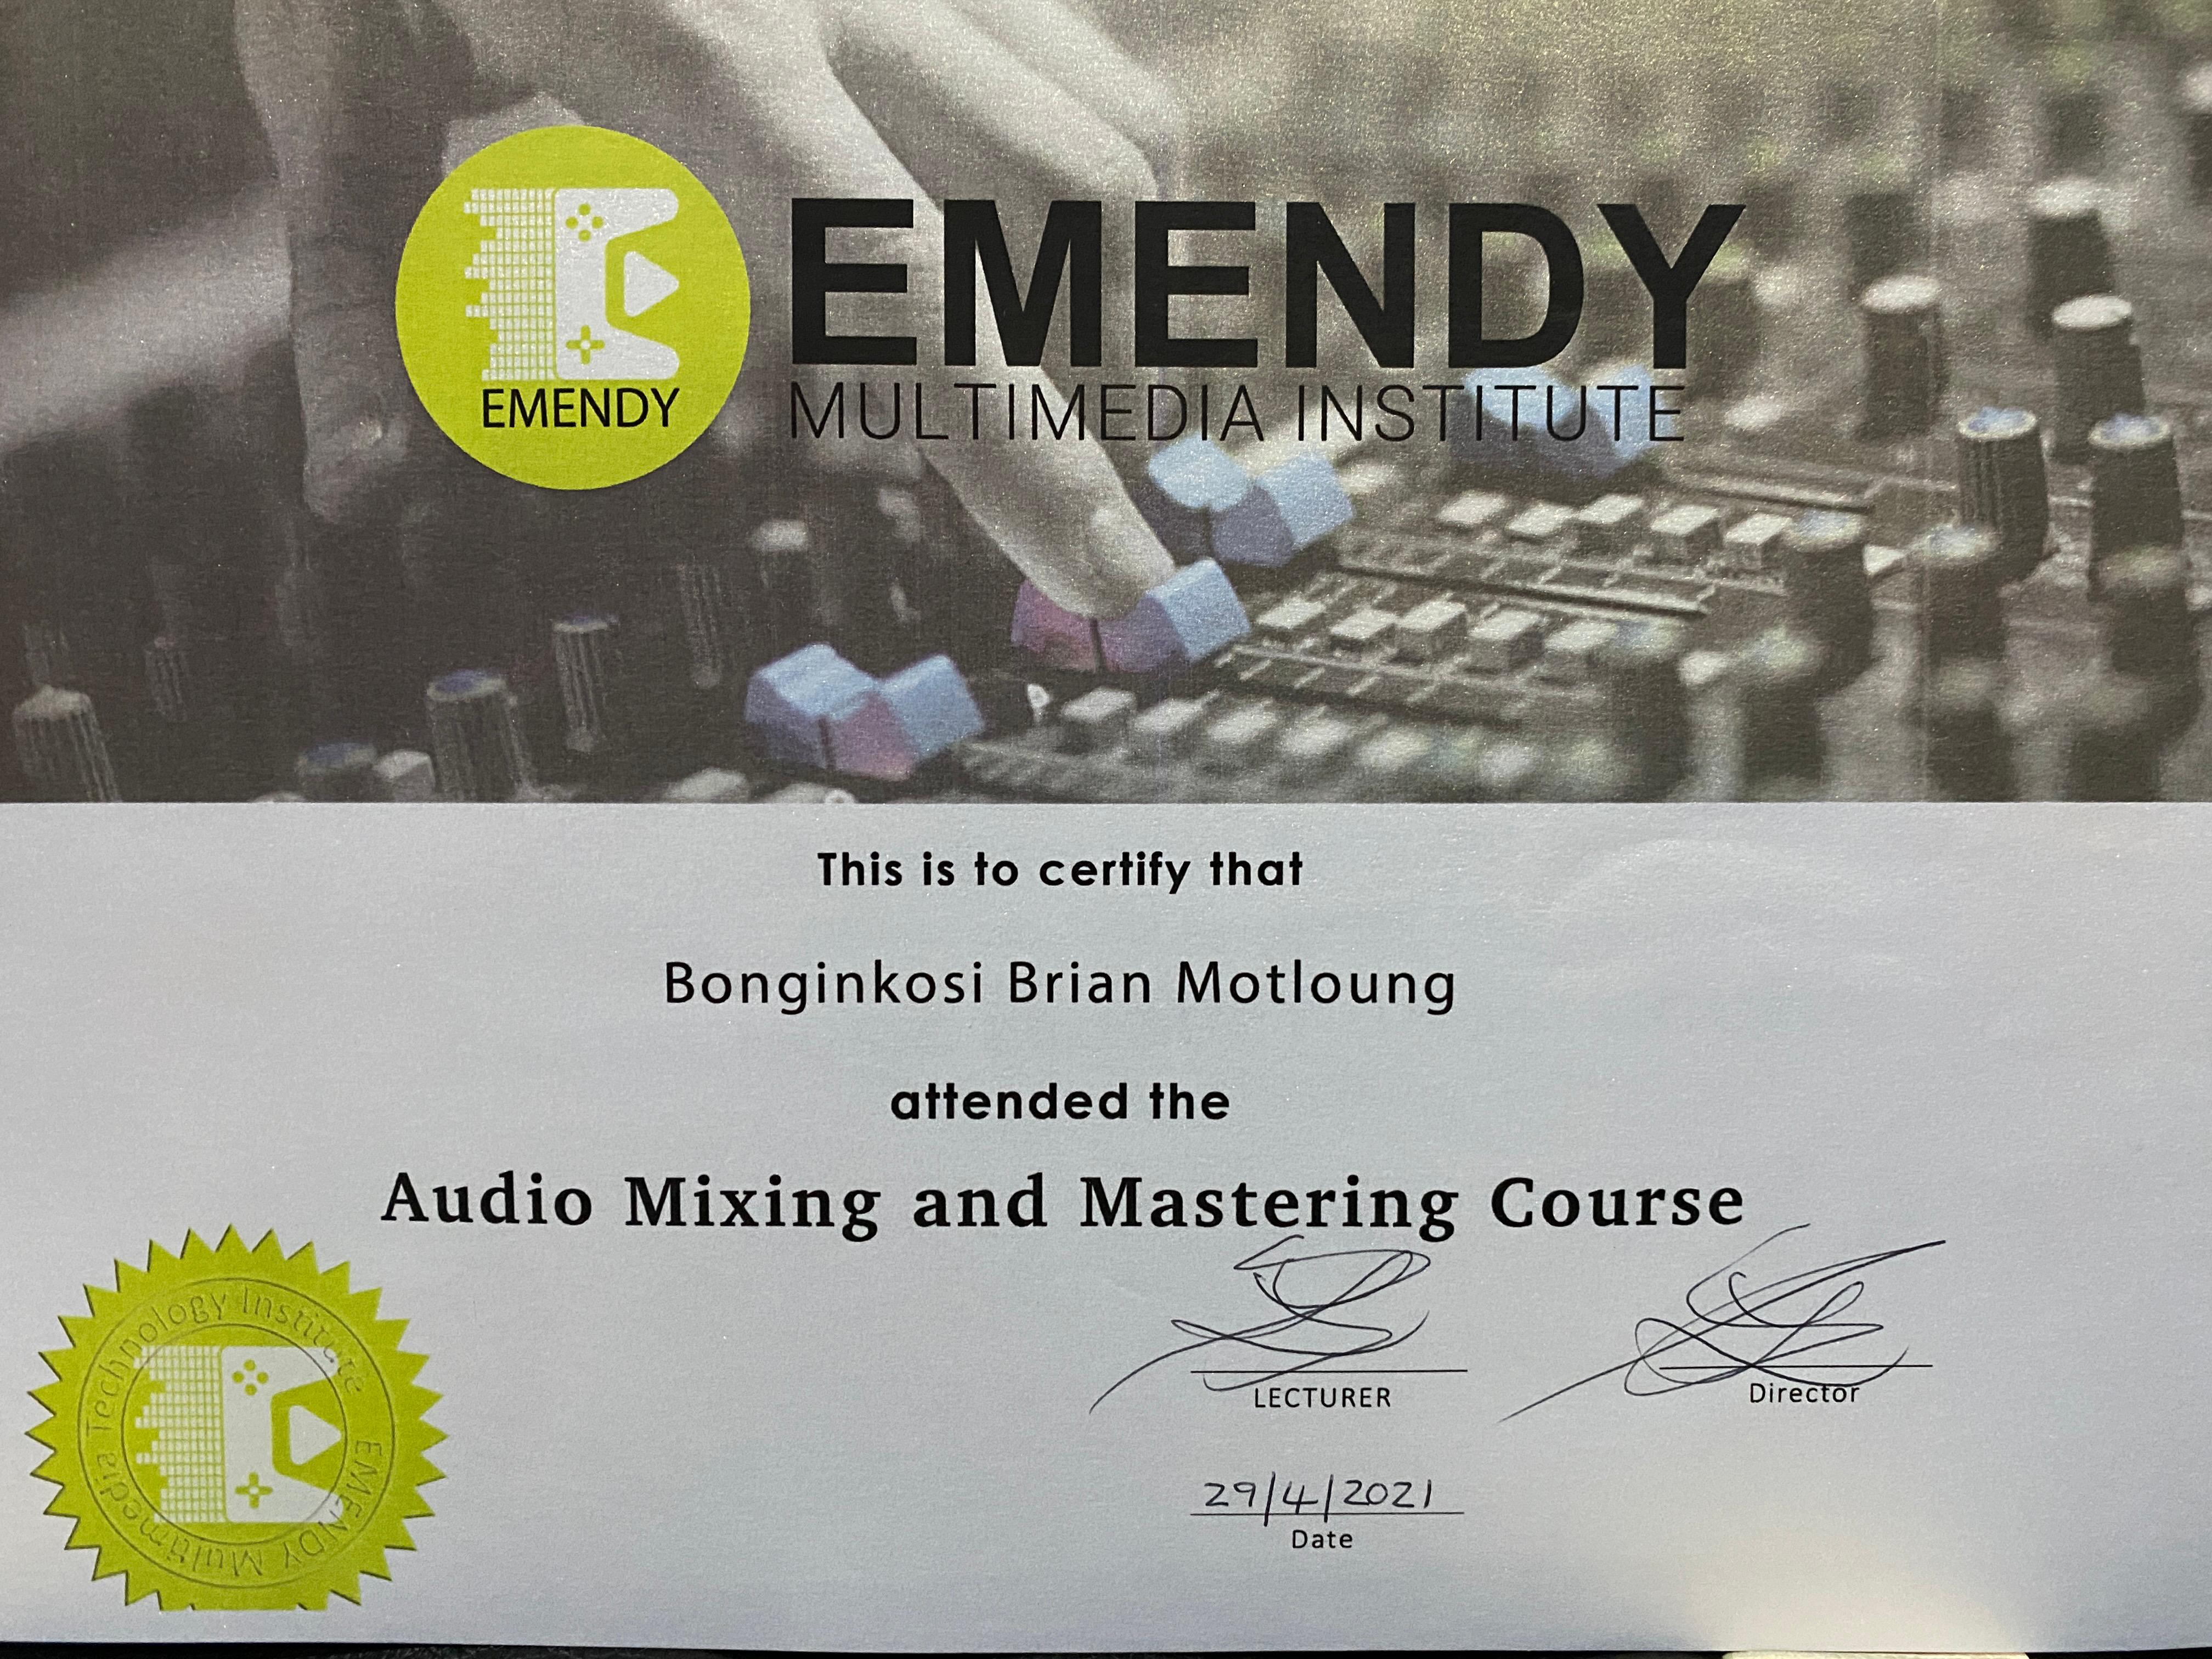 EMENDY
EMENDY
MULTIMEDIA INSTITUTE
This is to certify that
Bonginkosi Brian Motloung
attended the
Audio Mixing and Mastering Course
LECTURER
Director
29/4/2021
Date
EMENDY Multimedia Technology Institute